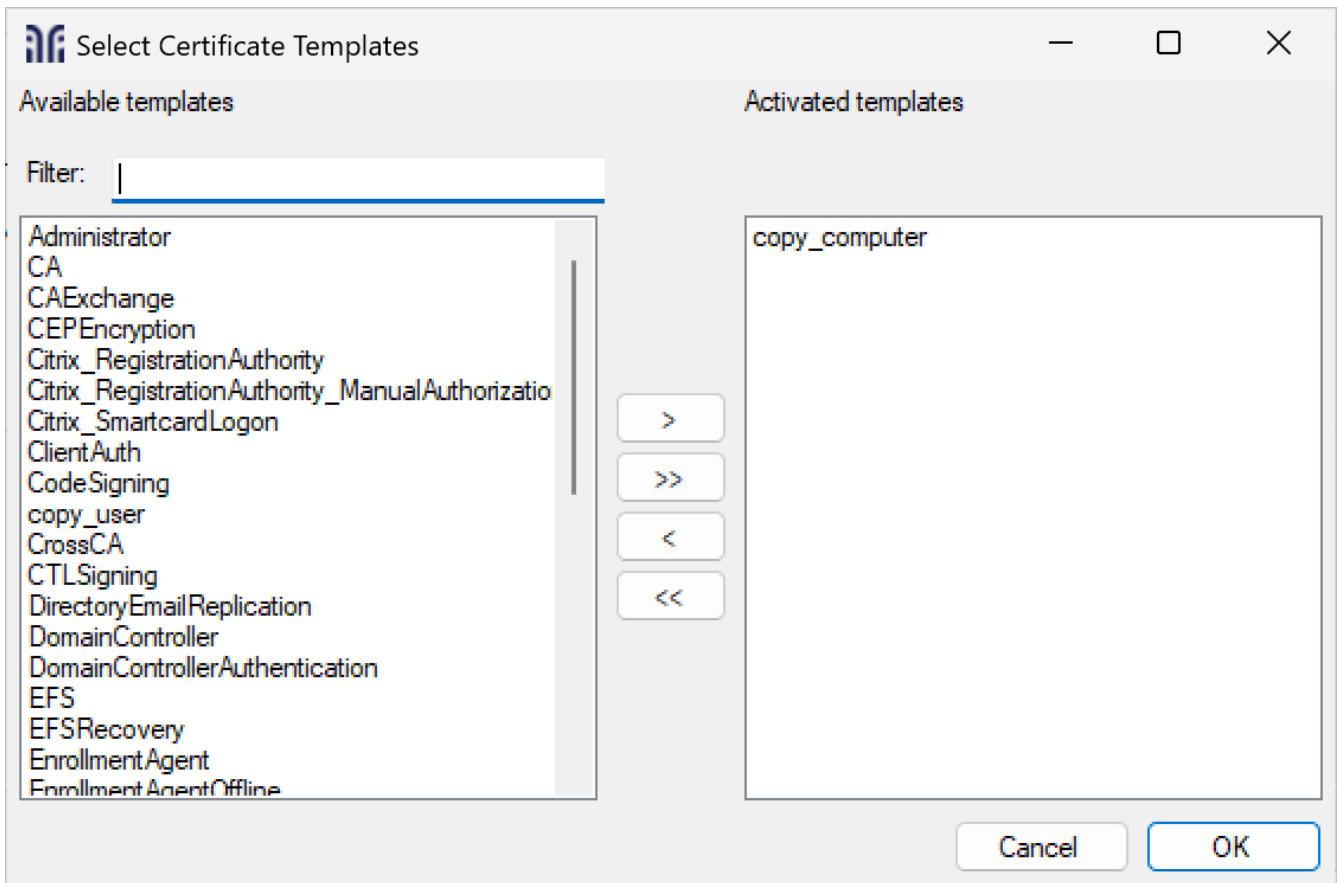 Select Certificate Templates
Available templates
Activated templates
Filter:
Administrator
CA
CAExchange
CEPEncryption
Citrix_RegistrationAuthority
Citrix_RegistrationAuthority_ManualAuthorizatio
Citrix_SmartcardLogon
ClientAuth
CodeSigning
copy_user
CrossCA
CTLSigning
DirectoryEmailReplication
DomainController
DomainControllerAuthentication
EFS
EFSRecovery
EnrollmentAgent
EnrollmentAgentOffline
>
>>
<
<<
copy_computer
Cancel
OK